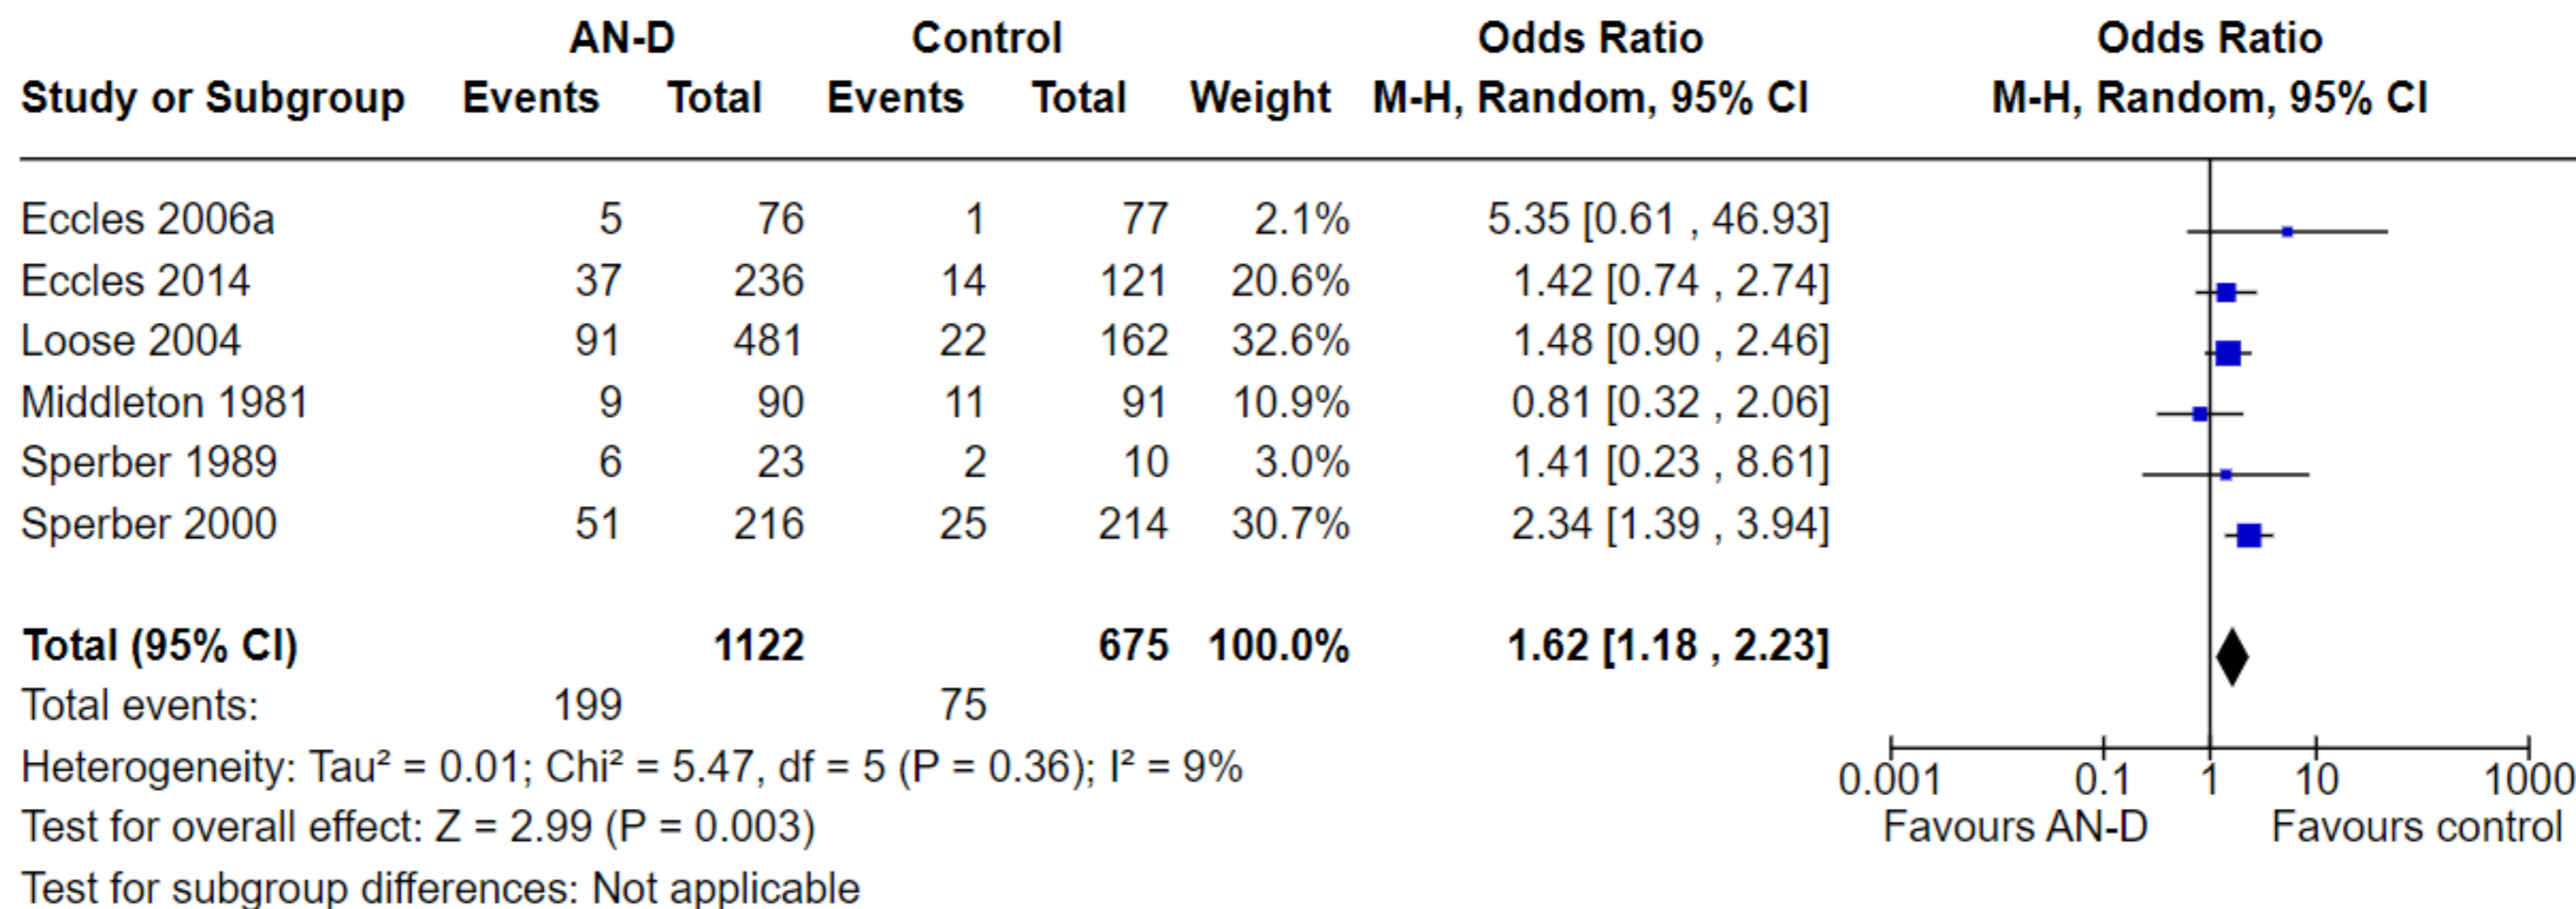 AN-D Control Odds Ratio Odds Ratio
Study or Subgroup Events Total Events Total Weight M-H, Random, 95% CI M-H, Random, 95% CI
Eccles 2006a 5 76 1 77 2.1% 5.35 [0.61 , 46.93]
Eccles 2014 37 236 14 121 20.6% 1.42 [0.74 , 2.74]
Loose 2004 91 481 22 162 32.6% 1.48 [0.90 , 2.46]
Middleton 1981 9 90 11 91 10.9% 0.81 [0.32 , 2.06]
Sperber 1989 6 23 2 10 3.0% 1.41 [0.23 , 8.61]
Sperber 2000 51 216 25 214 30.7% 2.34 [1.39 , 3.94]
Total (95% CI) 1122 675 100.0% 1.62 [1.18 , 2.23]
Total events: 199 75
Heterogeneity: Tau² = 0.01; Chi² = 5.47, df = 5 (P = 0.36); I² = 9% 0.001 0.1 1 10 1000
Test for overall effect: Z = 2.99 (P = 0.003) Favours AN-D Favours control
Test for subgroup differences: Not applicable